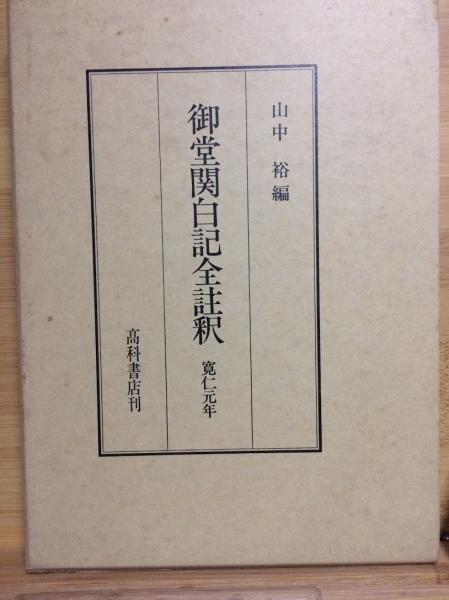 山中 裕編
御堂関白記全註釈 寛仁元年
高科書店刊